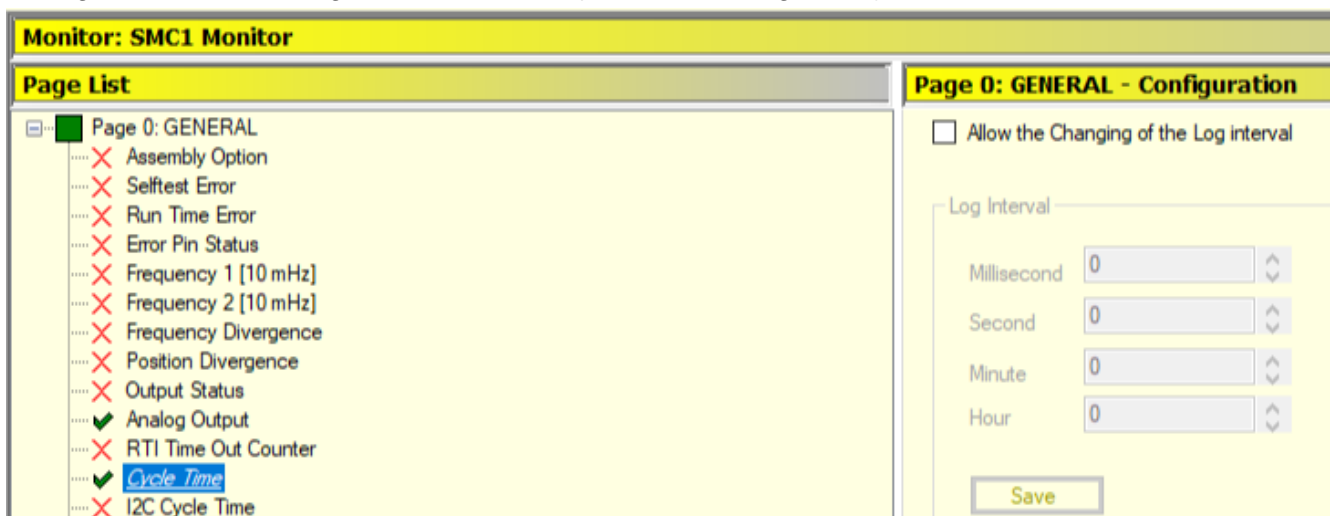 Monitor: SMC1 Monitor
Page List
Page 0: GENERAL
Assembly Option
Selftest Error
Run Time Error
Error Pin Status
Frequency 1 [10 mHz]
Frequency 2 [10 mHz]
Frequency Divergence
Position Divergence
Output Status
Analog Output
RTI Time Out Counter
Cycle Time
I2C Cycle Time
Page 0: GENERAL - Configuration
Allow the Changing of the Log interval
Log Interval
Millisecond 0
Second 0
Minute 0
Hour 0
Save